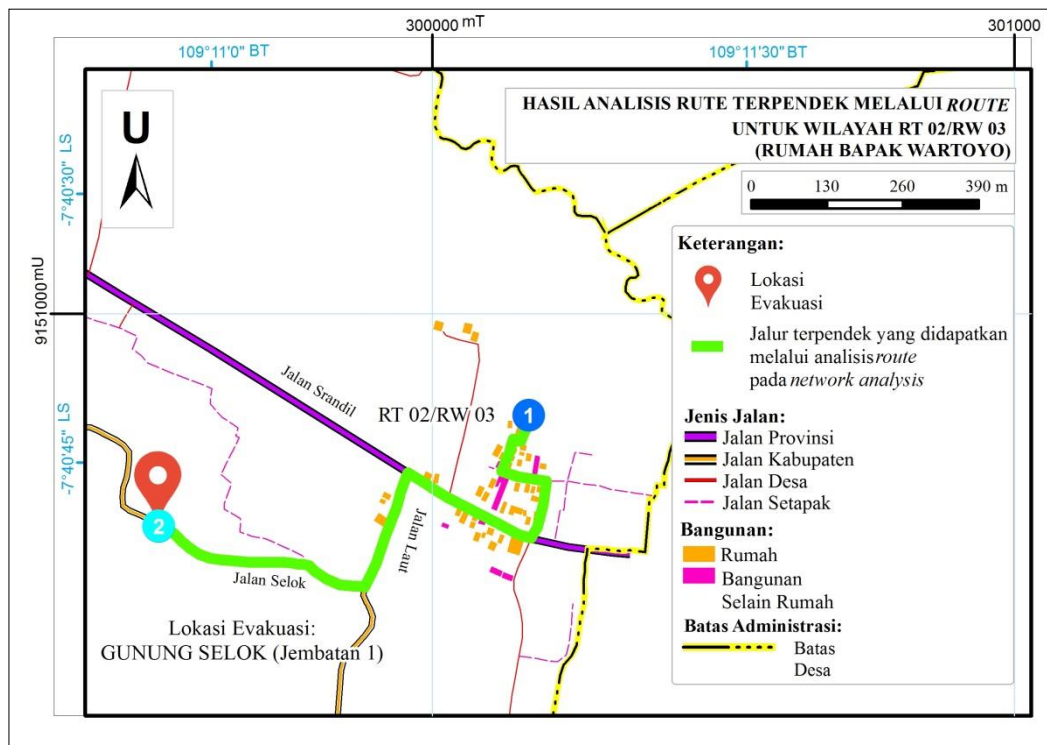 300000 mT
301000
109°11'0" BT
109°11'30" BT
-7°40'30" LS
9151000mU
-7°40'45" LS
U
HASIL ANALISIS RUTE TERPENDEK MELALUI ROUTE
UNTUK WILAYAH RT 02/RW 03
(RUMAH BAPAK WARTOYO)
0 130 260 390 m
Keterangan:
Lokasi
Evakuasi
Jalur terpendek yang didapatkan
melalui analisis route
pada network analysis
Jenis Jalan:
Jalan Provinsi
Jalan Kabupaten
Jalan Desa
Jalan Setapak
Bangunan:
Rumah
Bangunan
Selain Rumah
Batas Administrasi:
Batas
Desa
Jalan Srandil
RT 02/RW 03
1
2
Jalan Laut
Jalan Selok
Lokasi Evakuasi:
GUNUNG SELOK (Jembatan 1)